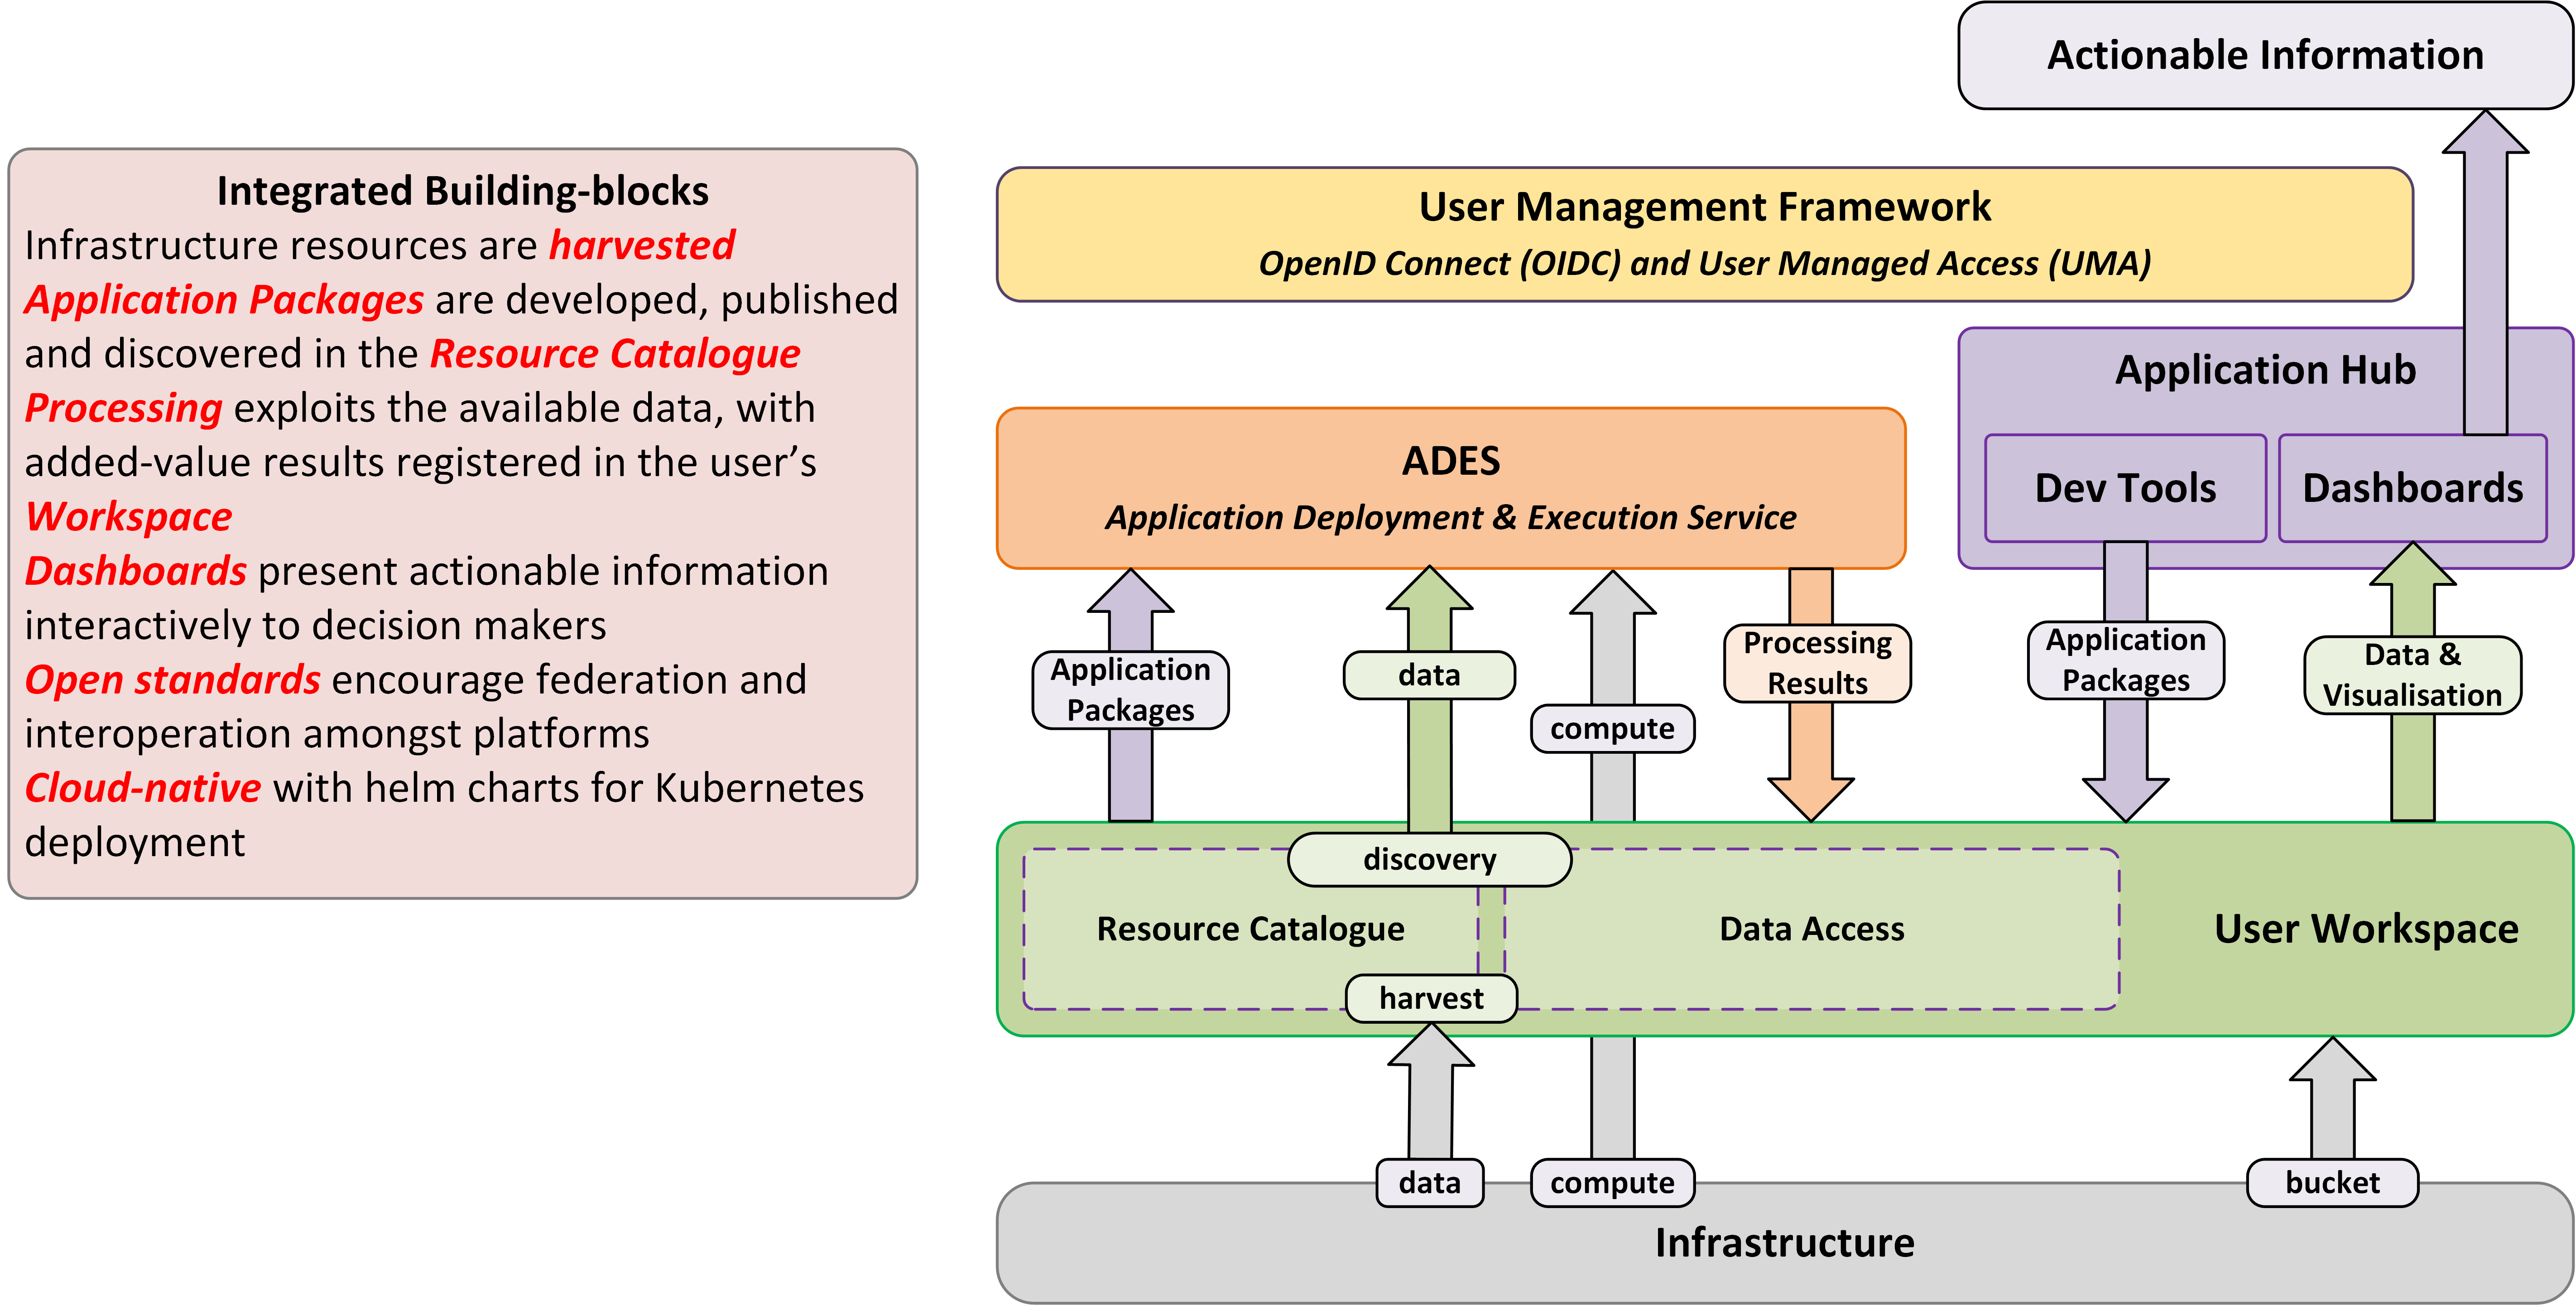 Actionable Information
Integrated Building-blocks
Infrastructure resources are harvested
Application Packages are developed, published
and discovered in the Resource Catalogue
Processing exploits the available data, with
added-value results registered in the user’s
Workspace
Dashboards present actionable information
interactively to decision makers
Open standards encourage federation and
interoperation amongst platforms
Cloud-native with helm charts for Kubernetes
deployment
User Management Framework
OpenID Connect (OIDC) and User Managed Access (UMA)
Application Hub
Dev Tools
Dashboards
ADES
Application Deployment & Execution Service
Application
Packages
data
compute
Processing
Results
Application
Packages
Data &
Visualisation
discovery
Resource Catalogue
Data Access
User Workspace
harvest
data
compute
bucket
Infrastructure